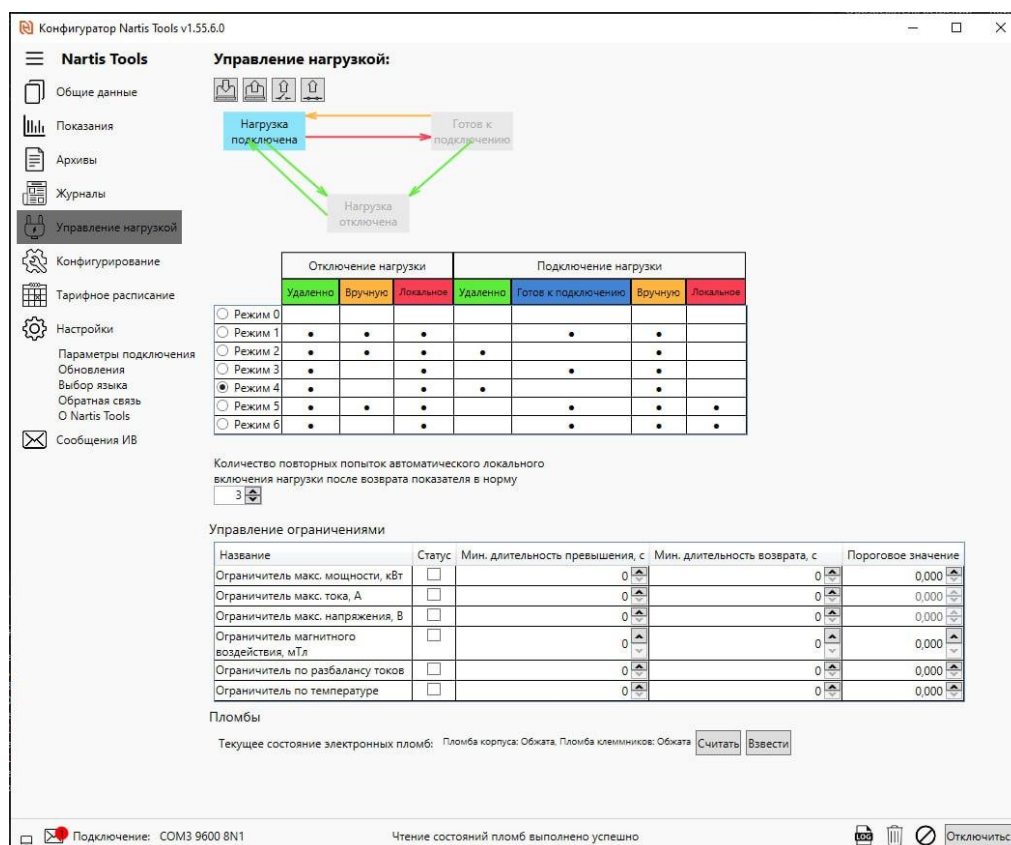 Конфигуратор Nartis Tools v1.55.6.0
Nartis Tools
Общие данные
Показания
Архивы
Журналы
Управление нагрузкой
Конфигурирование
Тарифное расписание
Настройки
Параметры подключения
Обновления
Выбор языка
Обратная связь
О Nartis Tools
Сообщения ИВ
Управление нагрузкой:
Нагрузка
подключена
Готов к
подключению
Нагрузка
отключена
Отключение нагрузки Подключение нагрузки
Удаленно Вручную Локальное Удаленно Готов к подключению Вручную Локальное
Режим 0
Режим 1 • • • • •
Режим 2 • • • • •
Режим 3 • • • •
Режим 4 • • • •
Режим 5 • • • • • •
Режим 6 • • • • •
Количество повторных попыток автоматического локального
включения нагрузки после возврата показателя в норму
3
Управление ограничениями
Название Статус Мин. длительность превышения, с Мин. длительность возврата, с Пороговое значение
Ограничитель макс. мощности, кВт 0 0 0,000
Ограничитель макс. тока, А 0 0 0,000
Ограничитель макс. напряжения, В 0 0 0,000
Ограничитель магнитного
воздействия, мТл 0 0 0,000
Ограничитель по разбалансу токов 0 0 0,000
Ограничитель по температуре 0 0 0,000
Пломбы
Текущее состояние электронных пломб: Пломба корпуса: Обжата, Пломба клеммников: Обжата Считать Взвести
1 Подключение: COM3 9600 8N1 Чтение состояний пломб выполнено успешно LOG Отключитьс